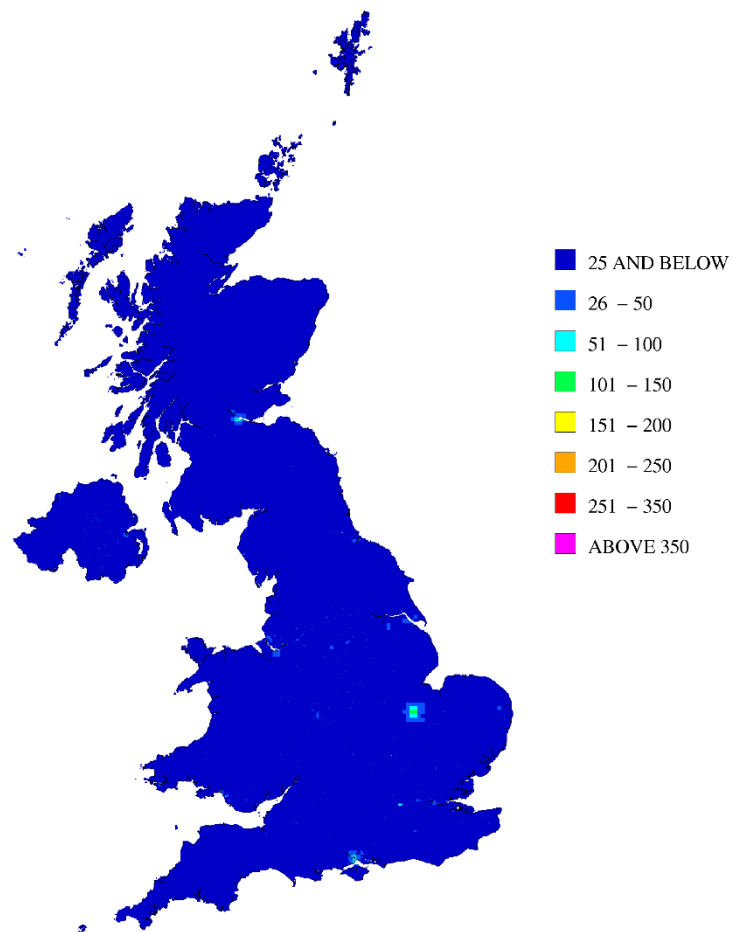 25 AND BELOW
26 – 50
51 – 100
101 – 150
151 – 200
201 – 250
251 – 350
ABOVE 350